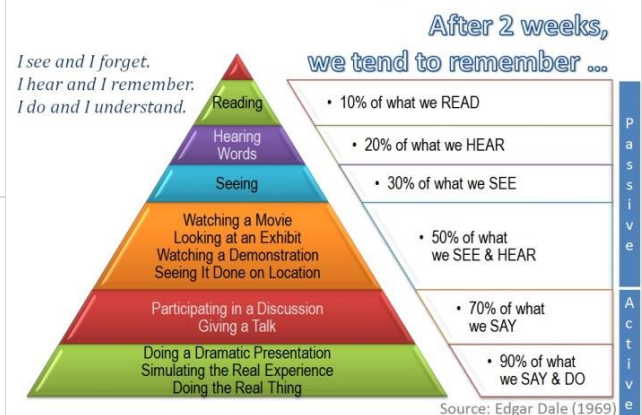 After 2 weeks,
we tend to remember ...
I see and I forget.
I hear and I remember.
I do and I understand.
Reading
• 10% of what we READ
Hearing
Words
• 20% of what we HEAR
Seeing
• 30% of what we SEE
Watching a Movie
Looking at an Exhibit
Watching a Demonstration
Seeing It Done on Location
• 50% of what
we SEE & HEAR
Participating in a Discussion
Giving a Talk
• 70% of what
we SAY
Doing a Dramatic Presentation
Simulating the Real Experience
Doing the Real Thing
• 90% of what
we SAY & DO
Passive
Active
Source: Edgar Dale (1969)